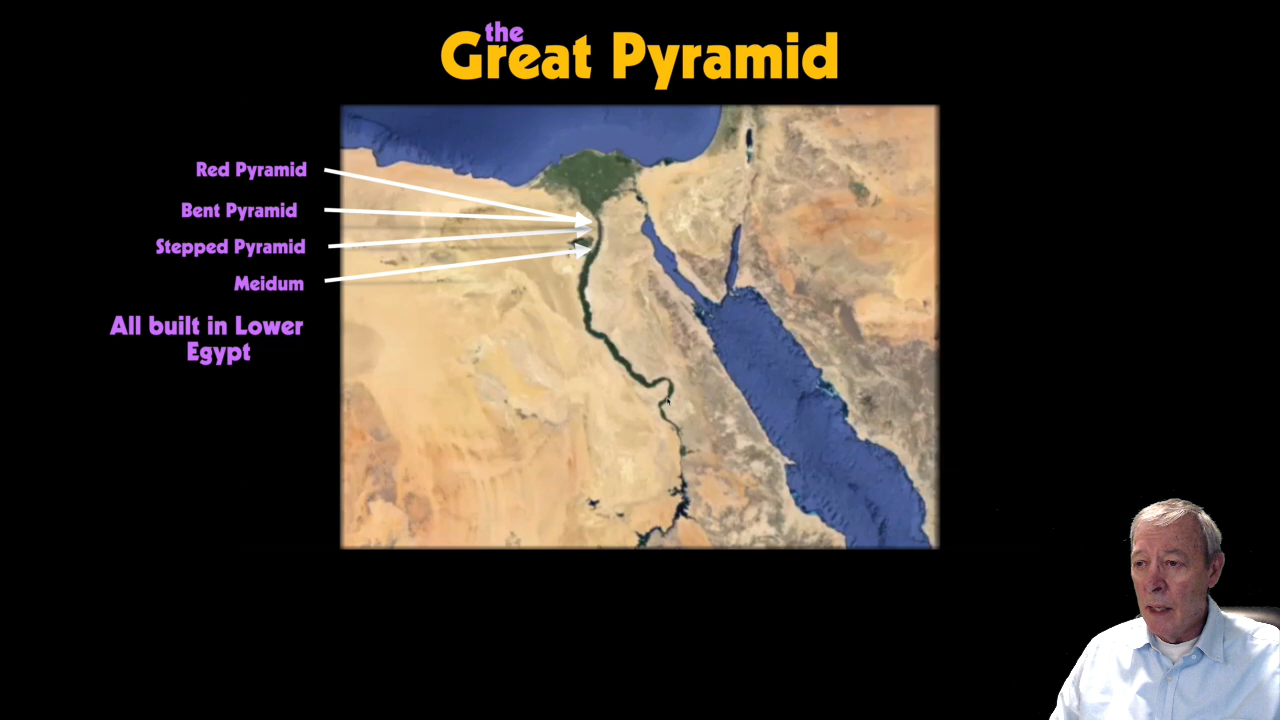 the
Great Pyramid
Red Pyramid
Bent Pyramid
Stepped Pyramid
Meidum
All built in Lower
Egypt